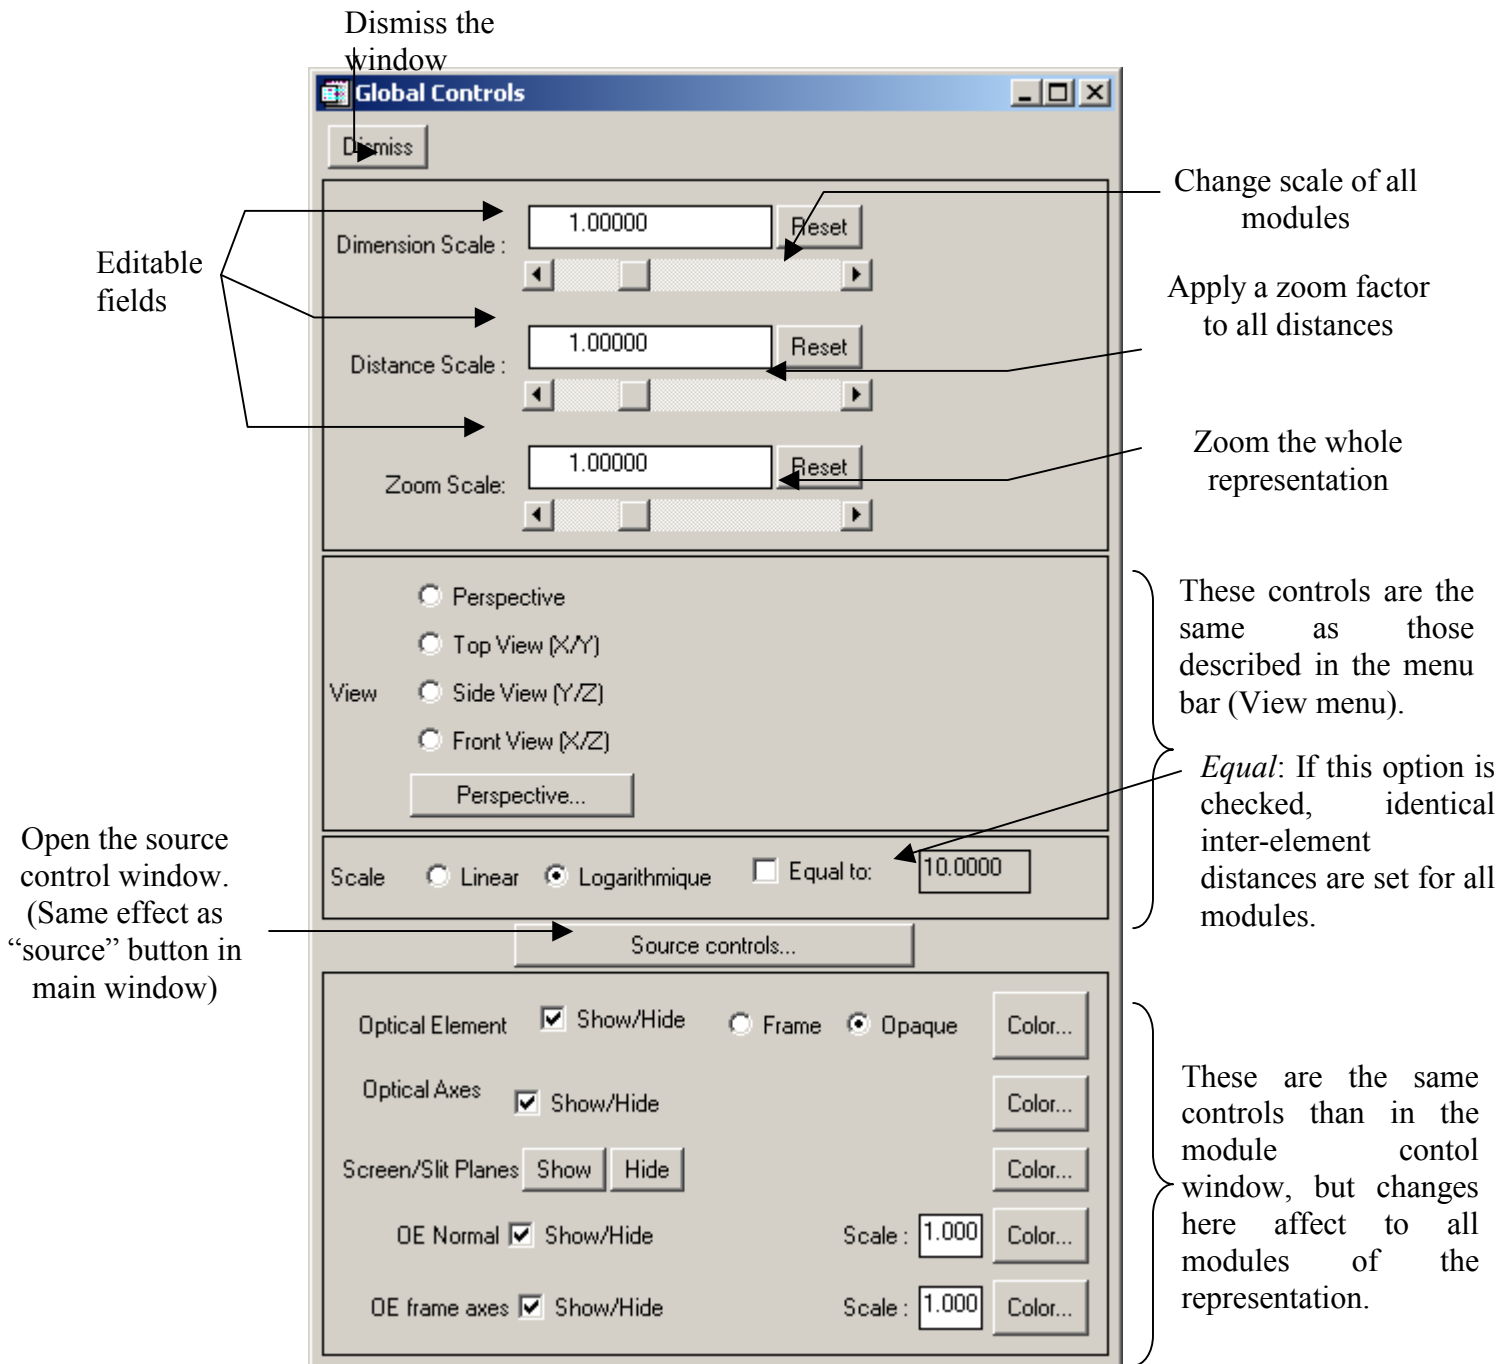 Dismiss the
window
Global Controls
Dismiss
Change scale of all
modules
Editable
fields
Dimension Scale :
1.00000
Reset
Apply a zoom factor
to all distances
Distance Scale :
1.00000
Reset
Zoom the whole
representation
Zoom Scale:
1.00000
Reset
View
Perspective
Top View (X/Y)
Side View (Y/Z)
Front View (X/Z)
Perspective...
These controls are the
same as those
described in the menu
bar (View menu).
Equal: If this option is
checked, identical
inter-element
distances are set for all
modules.
Open the source
control window.
(Same effect as
“source” button in
main window)
Scale Linear Logarithmique Equal to: 10.0000
Source controls...
Optical Element Show/Hide Frame Opaque Color...
Optical Axes Show/Hide Color...
Screen/Slit Planes Show Hide Color...
OE Normal Show/Hide Scale : 1.000 Color...
OE frame axes Show/Hide Scale : 1.000 Color...
These are the same
controls than in the
module contol
window, but changes
here affect to all
modules of the
representation.